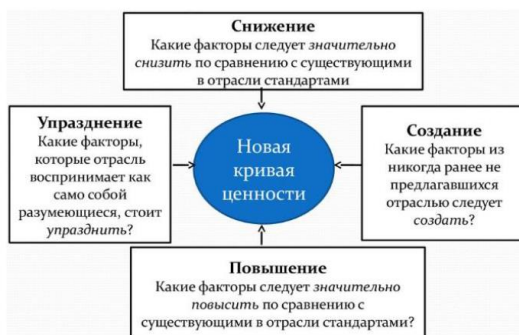 Снижение
Какие факторы следует значительно
снизить по сравнению с существующими
в отрасли стандартами
Упразднение
Какие факторы,
которые отрасль
воспринимает как
само собой
разумеющиеся, стоит
упразднить?
Новая
кривая
ценности
Создание
Какие факторы из
никогда ранее не
предлагавшихся
отраслью следует
создать?
Повышение
Какие факторы следует значительно
повысить по сравнению с
существующими в отрасли стандартами?